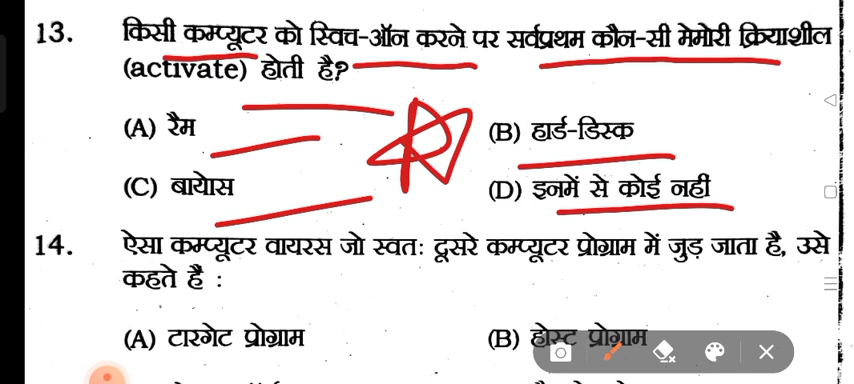 13. किसी कम्प्यूटर को स्विच-ऑन करने पर सर्वप्रथम कौन-सी मेमोरी क्रियाशील
(activate) होती है?
(A) रैम (B) हार्ड-डिस्क
(C) बायेास (D) इनमें से कोई नहीं
14. ऐसा कम्प्यूटर वायरस जो स्वतः दूसरे कम्प्यूटर प्रोग्राम में जुड़ जाता है, उसे
कहते है :
(A) टारगेट प्रोग्राम (B) होस्ट प्रोग्राम